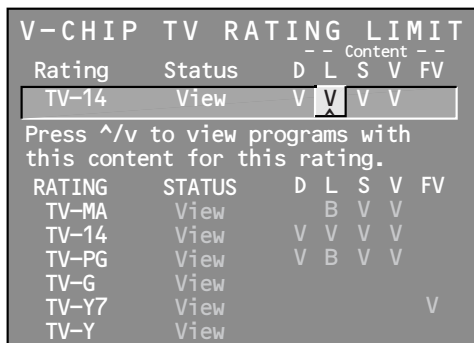 V-CHIP TV RATING LIMIT
-- Content --
Rating Status D L S V FV
TV-14 View V V V V
^
Press ^/v to view programs with
this content for this rating.
RATING STATUS D L S V FV
TV-MA View B V V
TV-14 View V V V V
TV-PG View V B V V
TV-G View
TV-Y7 View V
TV-Y View